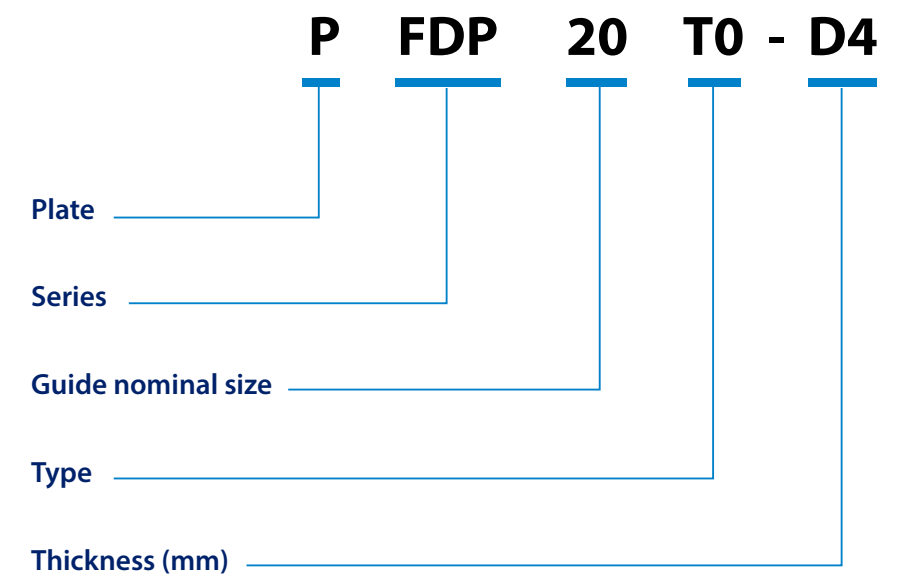 P FDP 20 T0 - D4
Plate
Series
Guide nominal size
Type
Thickness (mm)